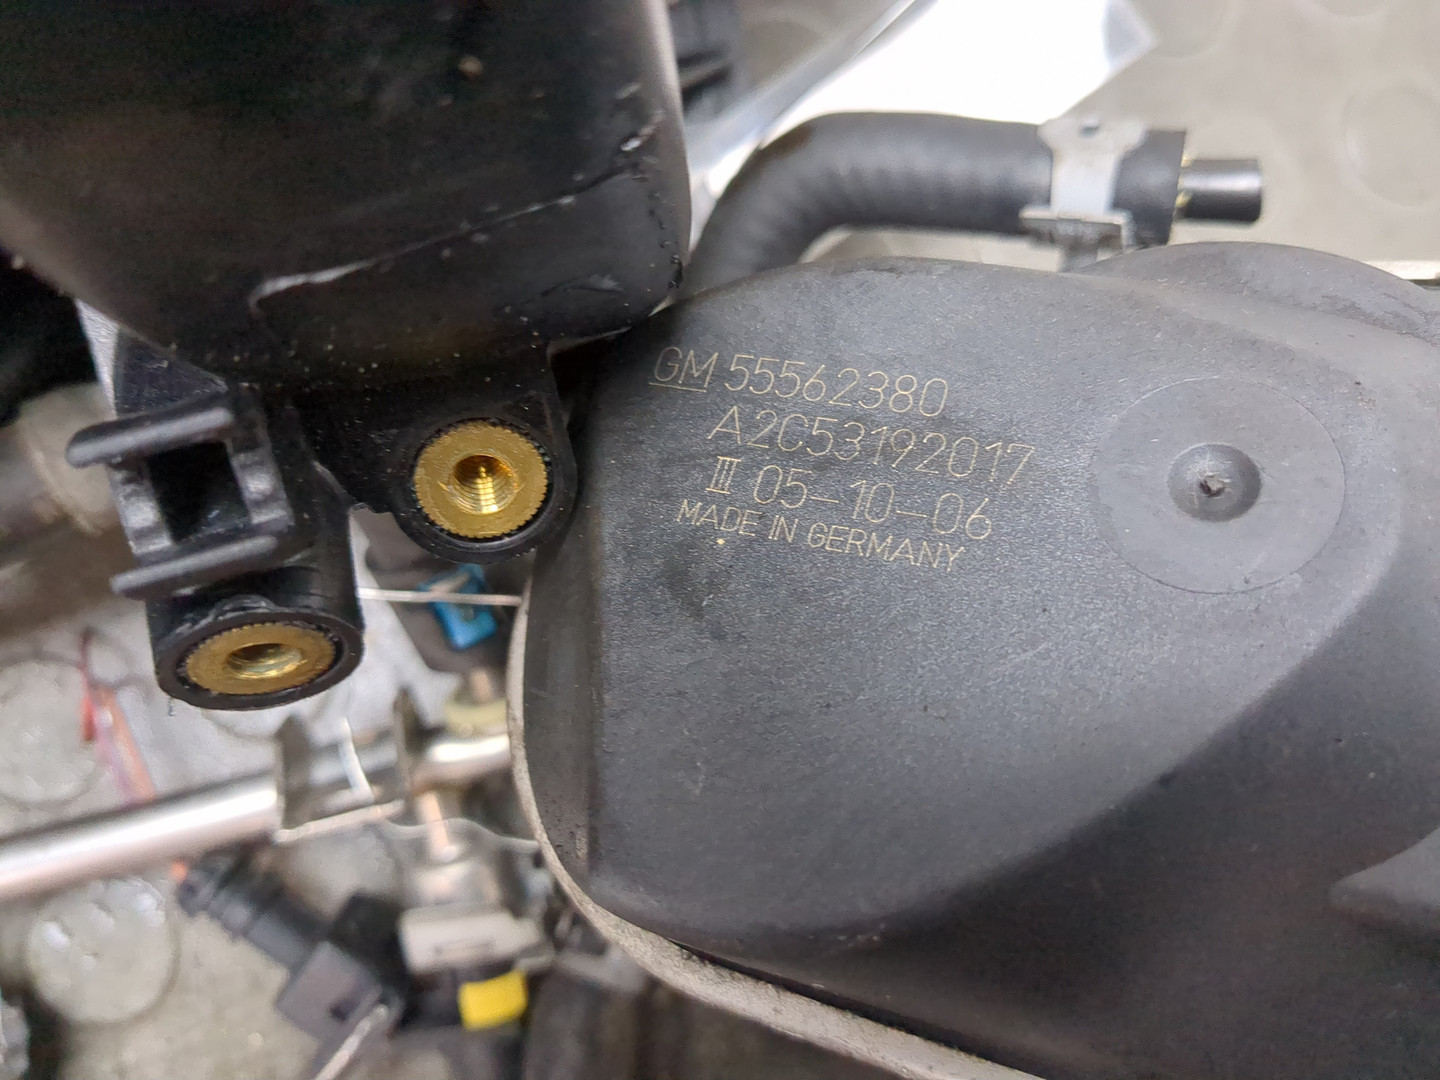 GM 55562380
A2C53192017
III 05-10-06
MADE IN GERMANY